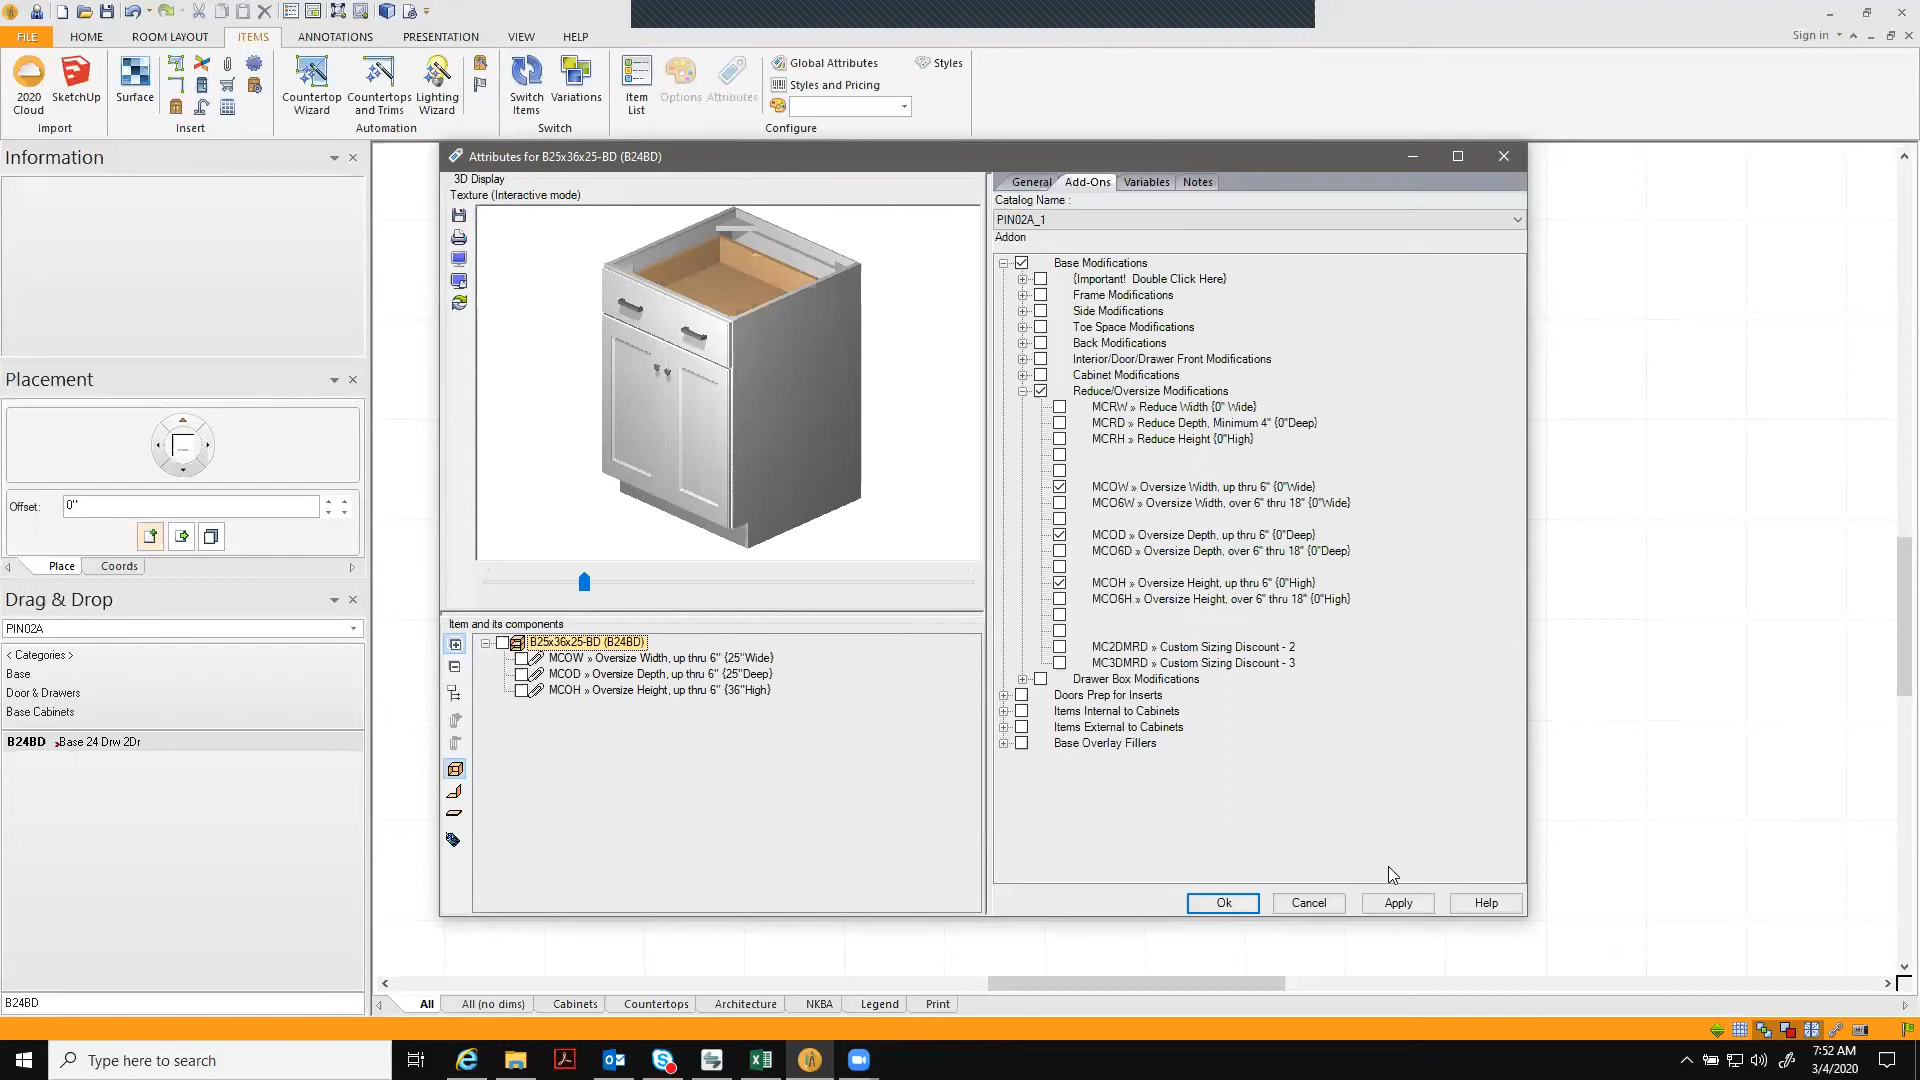 FILE HOME ROOM LAYOUT ITEMS ANNOTATIONS PRESENTATION VIEW HELP
Sign in
2020 Cloud
SketchUp
Import
Surface
Insert
Countertop Wizard
Countertops and Trims
Lighting Wizard
Automation
Switch Items
Variations
Switch
Item List
Options
Attributes
Global Attributes
Styles and Pricing
Styles
Configure
Information
Placement
Offset: 0"
Place Coords
Drag & Drop
PIN02A
< Categories >
Base
Door & Drawers
Base Cabinets
B24BD Base 24 Drw 2Dr
B24BD
Attributes for B25x36x25-BD (B24BD)
3D Display
Texture (Interactive mode)
Item and its components
B25x36x25-BD (B24BD)
MCOW » Oversize Width, up thru 6" {25"Wide}
MCOD » Oversize Depth, up thru 6" {25"Deep}
MCOH » Oversize Height, up thru 6" {36"High}
General Add-Ons Variables Notes
Catalog Name :
PIN02A_1
Addon
Base Modifications
{Important! Double Click Here}
Frame Modifications
Side Modifications
Toe Space Modifications
Back Modifications
Interior/Door/Drawer Front Modifications
Cabinet Modifications
Reduce/Oversize Modifications
MCRW » Reduce Width {0" Wide}
MCRD » Reduce Depth, Minimum 4" {0"Deep}
MCRH » Reduce Height {0"High}
MCOW » Oversize Width, up thru 6" {0"Wide}
MCO6W » Oversize Width, over 6" thru 18" {0"Wide}
MCOD » Oversize Depth, up thru 6" {0"Deep}
MCO6D » Oversize Depth, over 6" thru 18" {0"Deep}
MCOH » Oversize Height, up thru 6" {0"High}
MCO6H » Oversize Height, over 6" thru 18" {0"High}
MC2DMRD » Custom Sizing Discount - 2
MC3DMRD » Custom Sizing Discount - 3
Drawer Box Modifications
Doors Prep for Inserts
Items Internal to Cabinets
Items External to Cabinets
Base Overlay Fillers
Ok Cancel Apply Help
All All (no dims) Cabinets Countertops Architecture NKBA Legend Print
Type here to search
7:52 AM
3/4/2020